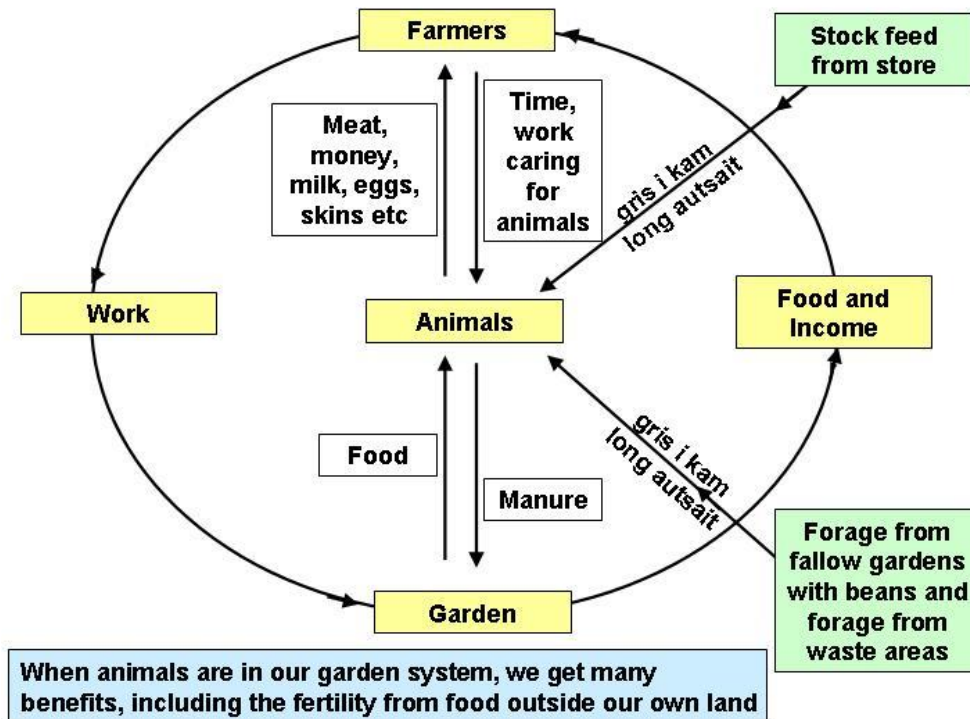 Farmers
Stock feed
from store
Meat,
money,
milk, eggs,
skins etc
Time,
work
caring
for
animals
gris i kam
long autsait
Work
Animals
Food and
Income
gris i kam
long autsait
Food
Manure
Forage from
fallow gardens
with beans and
forage from
waste areas
Garden
When animals are in our garden system, we get many
benefits, including the fertility from food outside our own land